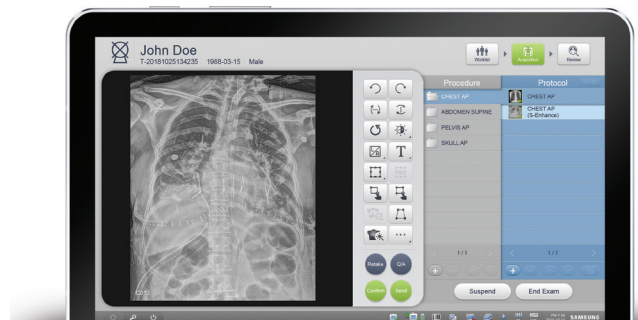 John Doe
T-20181025134235 1988-03-15 Male
Worklist
Acquisition
Review
Procedure
CHEST AP
ABDOMEN SUPINE
PELVIS AP
SKULL AP
1/1
Protocol
CHEST AP
CHEST AP
(S-Enhance)
1/1
T
Retake
Q/A
Confirm
Send
Suspend
End Exam
SAMSUNG